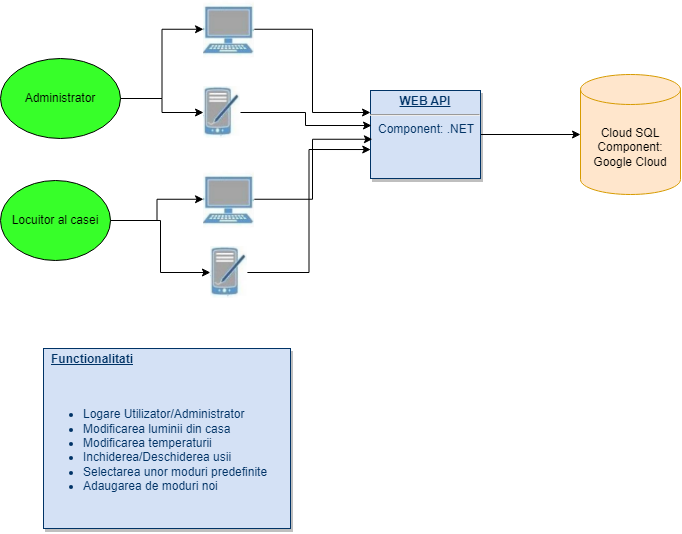 Administrator
WEB API
Component: .NET
Cloud SQL
Component:
Google Cloud
Locuitor al casei
Functionalitati
Logare Utilizator/Administrator
Modificarea luminii din casa
Modificarea temperaturii
Inchiderea/Deschiderea usii
Selectarea unor moduri predefinite
Adaugarea de moduri noi